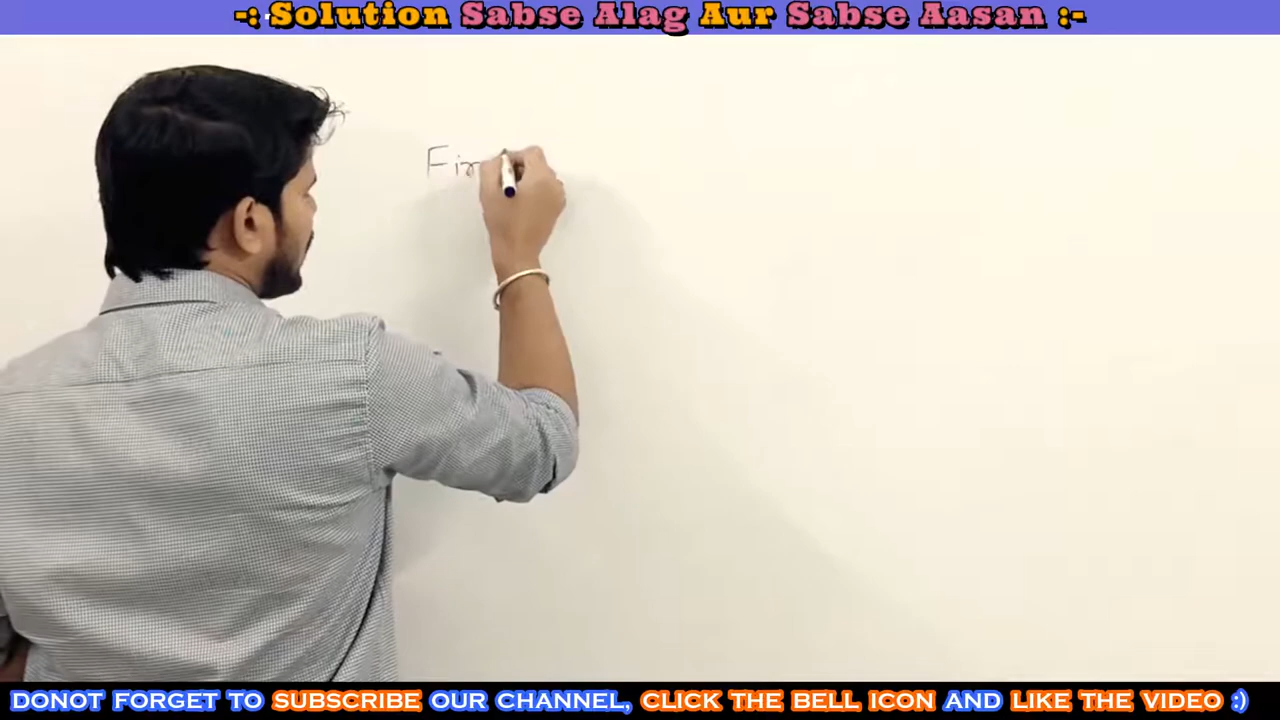 -: Solution Sabse Alag Aur Sabse Aasan :-
Fin
DONOT FORGET TO SUBSCRIBE OUR CHANNEL, CLICK THE BELL ICON AND LIKE THE VIDEO :)